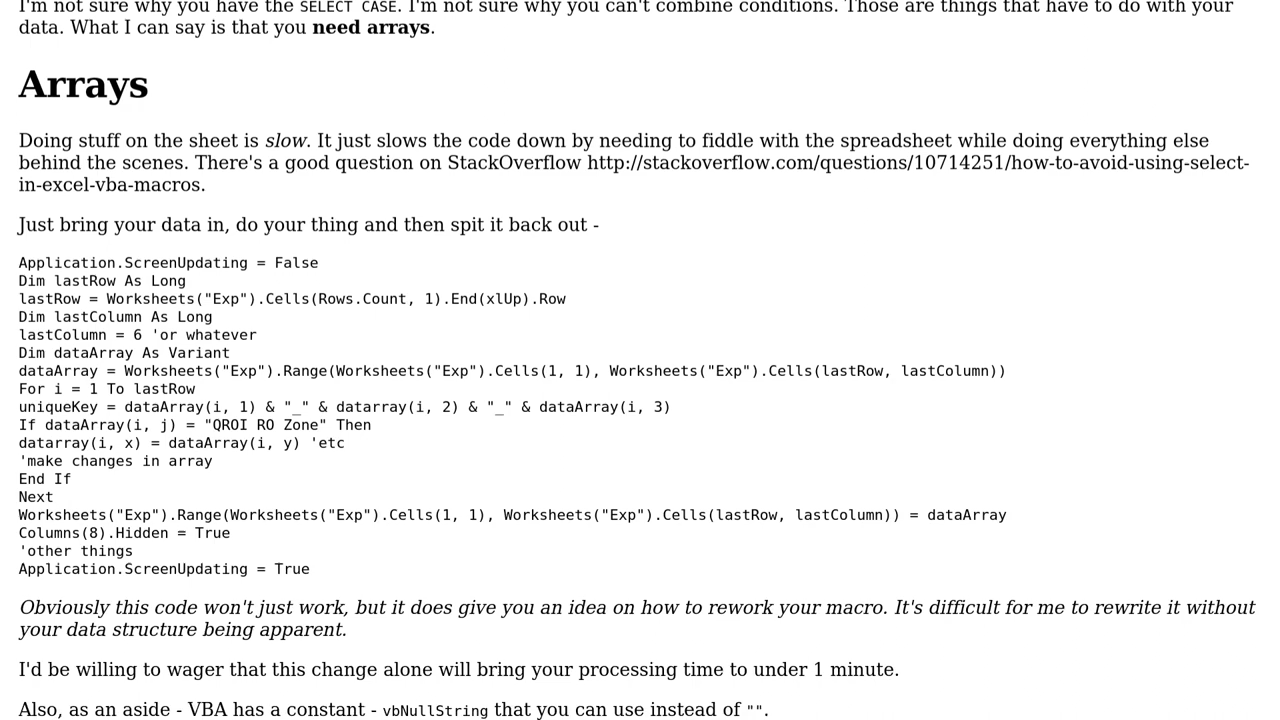 I'm not sure why you have the SELECT CASE. I'm not sure why you can't combine conditions. Those are things that have to do with your
data. What I can say is that you need arrays.
Arrays
Doing stuff on the sheet is slow. It just slows the code down by needing to fiddle with the spreadsheet while doing everything else
behind the scenes. There's a good question on StackOverflow http://stackoverflow.com/questions/10714251/how-to-avoid-using-select-
in-excel-vba-macros.
Just bring your data in, do your thing and then spit it back out -
Application.ScreenUpdating = False
Dim lastRow As Long
lastRow = Worksheets("Exp").Cells(Rows.Count, 1).End(xlUp).Row
Dim lastColumn As Long
lastColumn = 6 'or whatever
Dim dataArray As Variant
dataArray = Worksheets("Exp").Range(Worksheets("Exp").Cells(1, 1), Worksheets("Exp").Cells(lastRow, lastColumn))
For i = 1 To lastRow
uniqueKey = dataArray(i, 1) & "_" & datarray(i, 2) & "_" & dataArray(i, 3)
If dataArray(i, j) = "QROI RO Zone" Then
datarray(i, x) = dataArray(i, y) 'etc
'make changes in array
End If
Next
Worksheets("Exp").Range(Worksheets("Exp").Cells(1, 1), Worksheets("Exp").Cells(lastRow, lastColumn)) = dataArray
Columns(8).Hidden = True
'other things
Application.ScreenUpdating = True
Obviously this code won't just work, but it does give you an idea on how to rework your macro. It's difficult for me to rewrite it without
your data structure being apparent.
I'd be willing to wager that this change alone will bring your processing time to under 1 minute.
Also, as an aside - VBA has a constant - vbNullString that you can use instead of "".